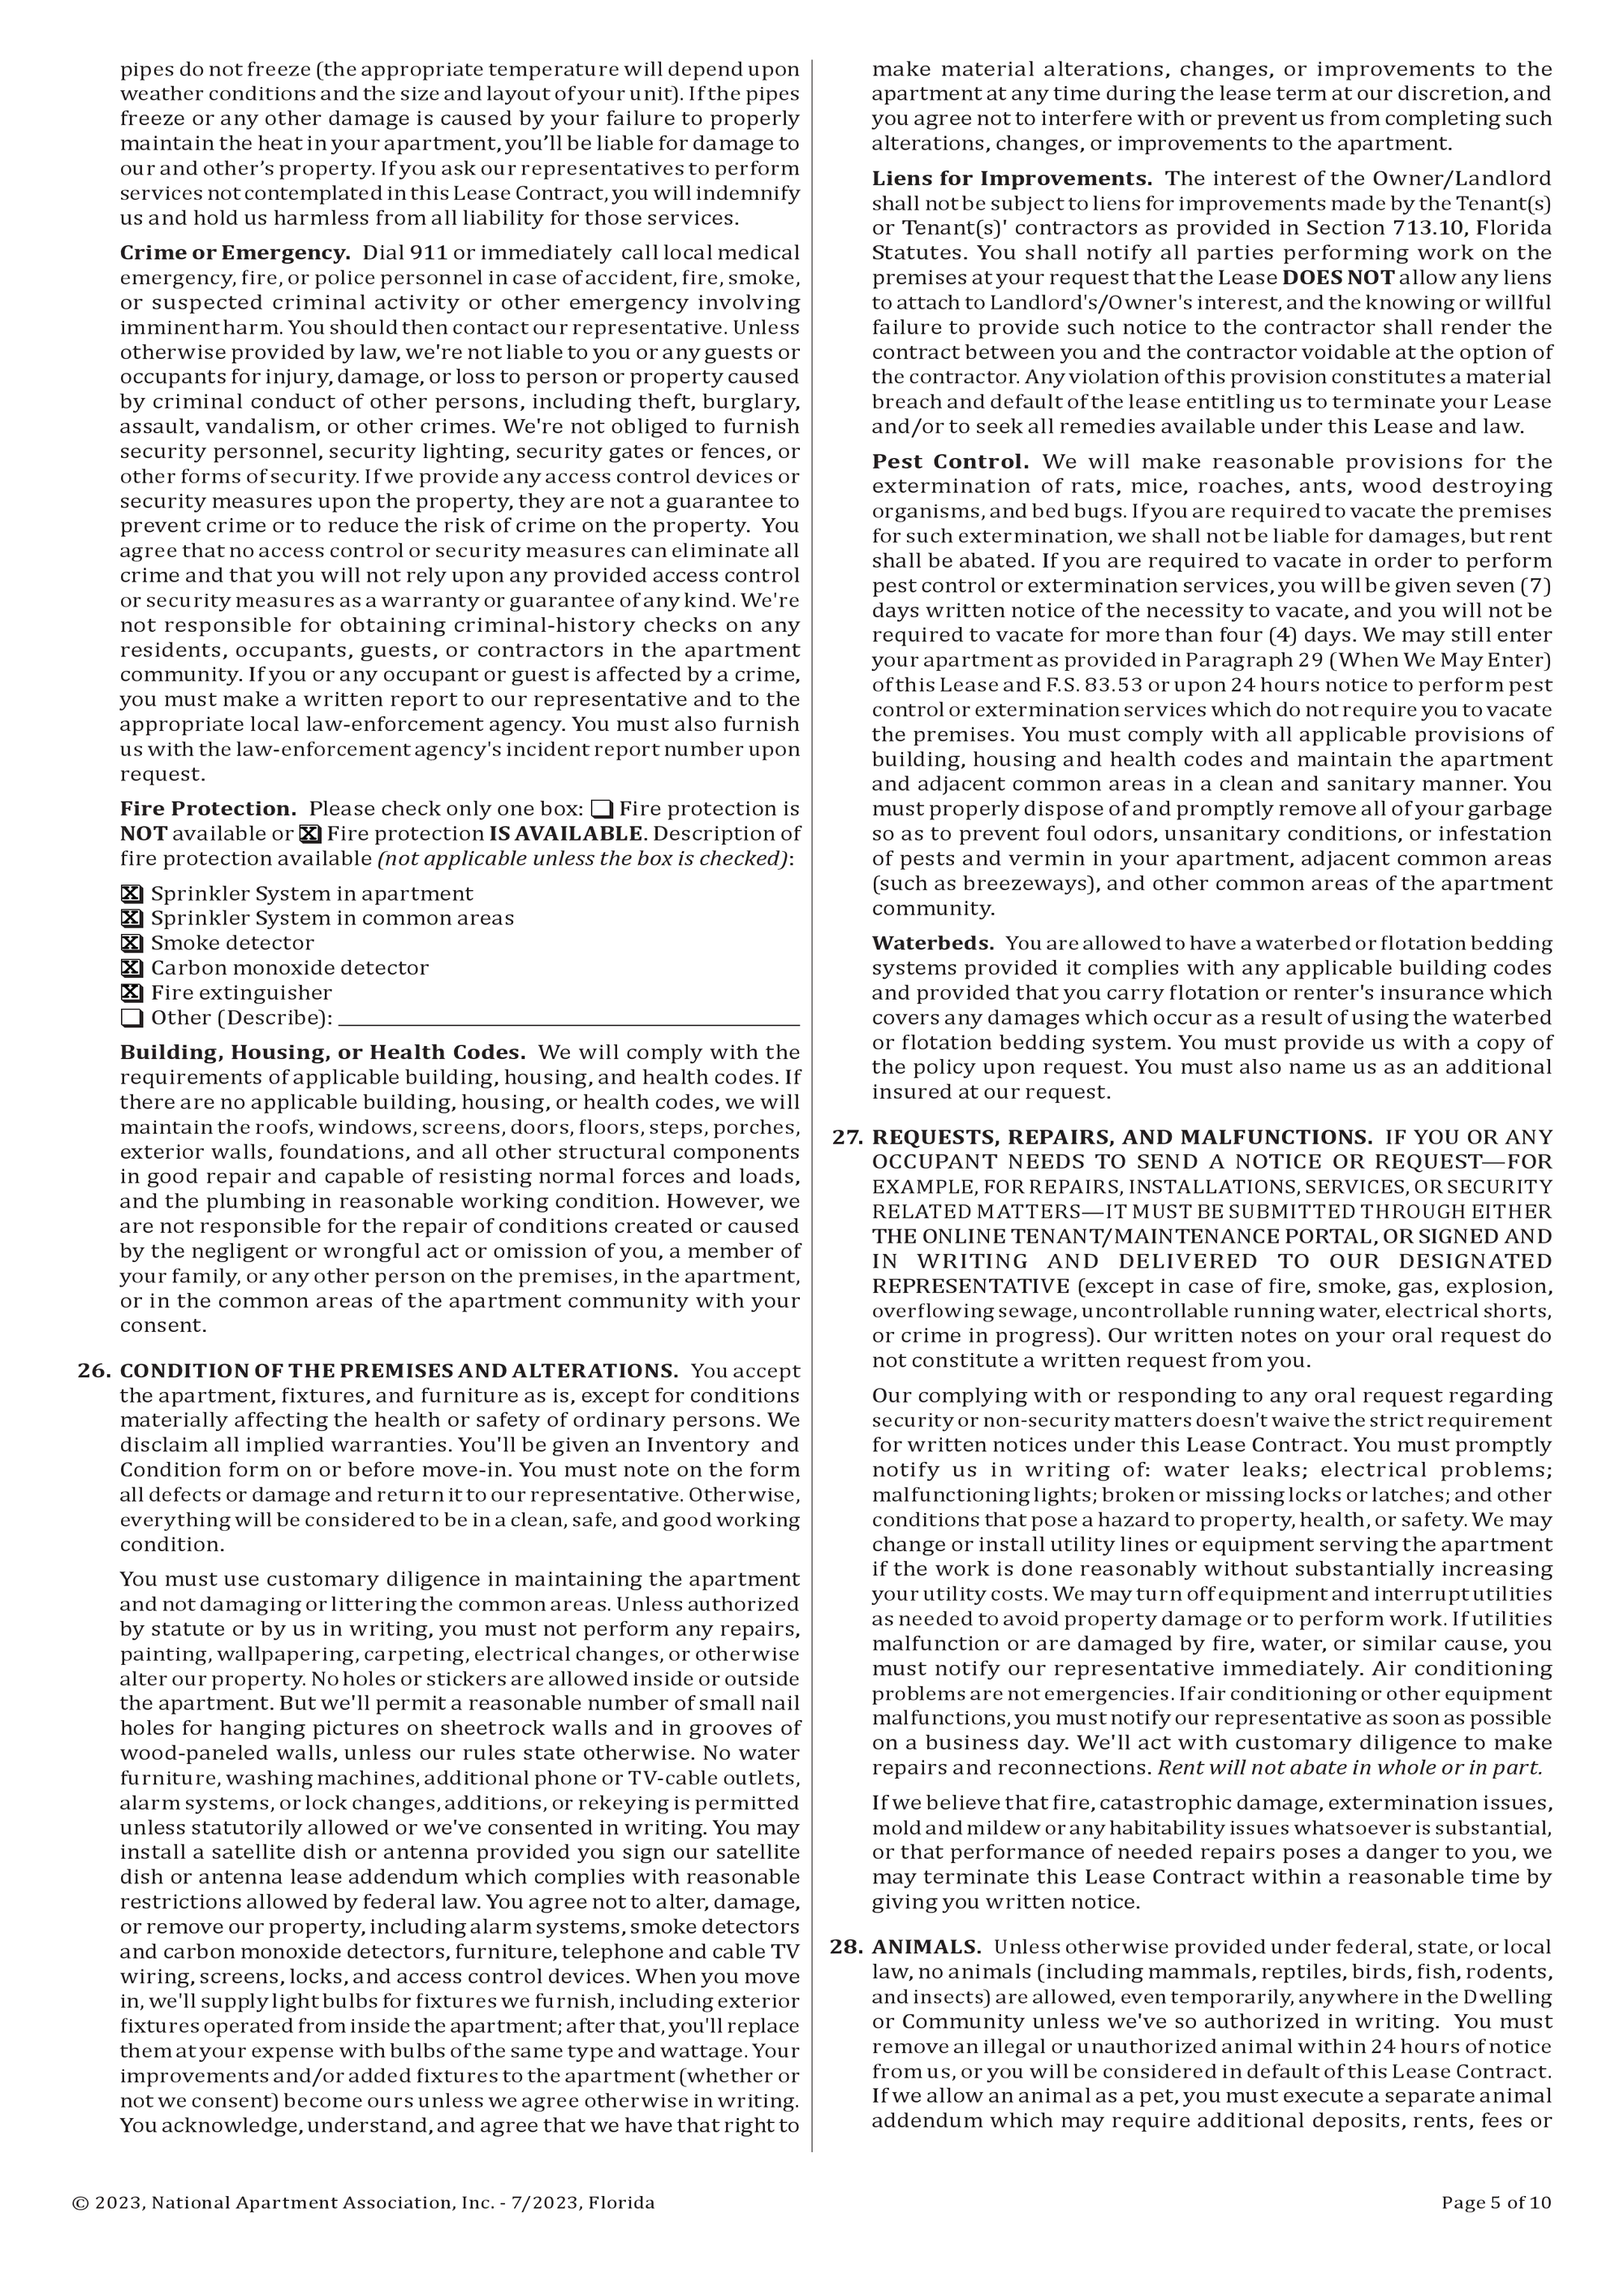 pipes do not freeze (the appropriate temperature will depend upon
weather conditions and the size and layout of your unit). If the pipes
freeze or any other damage is caused by your failure to properly
maintain the heat in your apartment, you’ll be liable for damage to
our and other’s property. If you ask our representatives to perform
services not contemplated in this Lease Contract, you will indemnify
us and hold us harmless from all liability for those services.
Crime or Emergency. Dial 911 or immediately call local medical
emergency, fire, or police personnel in case of accident, fire, smoke,
or suspected criminal activity or other emergency involving
imminent harm. You should then contact our representative. Unless
otherwise provided by law, we're not liable to you or any guests or
occupants for injury, damage, or loss to person or property caused
by criminal conduct of other persons, including theft, burglary,
assault, vandalism, or other crimes. We're not obliged to furnish
security personnel, security lighting, security gates or fences, or
other forms of security. If we provide any access control devices or
security measures upon the property, they are not a guarantee to
prevent crime or to reduce the risk of crime on the property. You
agree that no access control or security measures can eliminate all
crime and that you will not rely upon any provided access control
or security measures as a warranty or guarantee of any kind. We're
not responsible for obtaining criminal-history checks on any
residents, occupants, guests, or contractors in the apartment
community. If you or any occupant or guest is affected by a crime,
you must make a written report to our representative and to the
appropriate local law-enforcement agency. You must also furnish
us with the law-enforcement agency's incident report number upon
request.
Fire Protection. Please check only one box: ☐ Fire protection is
NOT available or ☒ Fire protection IS AVAILABLE. Description of
fire protection available (not applicable unless the box is checked):
☒ Sprinkler System in apartment
☒ Sprinkler System in common areas
☒ Smoke detector
☒ Carbon monoxide detector
☒ Fire extinguisher
☐ Other (Describe):
Building, Housing, or Health Codes. We will comply with the
requirements of applicable building, housing, and health codes. If
there are no applicable building, housing, or health codes, we will
maintain the roofs, windows, screens, doors, floors, steps, porches,
exterior walls, foundations, and all other structural components
in good repair and capable of resisting normal forces and loads,
and the plumbing in reasonable working condition. However, we
are not responsible for the repair of conditions created or caused
by the negligent or wrongful act or omission of you, a member of
your family, or any other person on the premises, in the apartment,
or in the common areas of the apartment community with your
consent.
26. CONDITION OF THE PREMISES AND ALTERATIONS. You accept
the apartment, fixtures, and furniture as is, except for conditions
materially affecting the health or safety of ordinary persons. We
disclaim all implied warranties. You'll be given an Inventory and
Condition form on or before move-in. You must note on the form
all defects or damage and return it to our representative. Otherwise,
everything will be considered to be in a clean, safe, and good working
condition.
You must use customary diligence in maintaining the apartment
and not damaging or littering the common areas. Unless authorized
by statute or by us in writing, you must not perform any repairs,
painting, wallpapering, carpeting, electrical changes, or otherwise
alter our property. No holes or stickers are allowed inside or outside
the apartment. But we'll permit a reasonable number of small nail
holes for hanging pictures on sheetrock walls and in grooves of
wood-paneled walls, unless our rules state otherwise. No water
furniture, washing machines, additional phone or TV-cable outlets,
alarm systems, or lock changes, additions, or rekeying is permitted
unless statutorily allowed or we've consented in writing. You may
install a satellite dish or antenna provided you sign our satellite
dish or antenna lease addendum which complies with reasonable
restrictions allowed by federal law. You agree not to alter, damage,
or remove our property, including alarm systems, smoke detectors
and carbon monoxide detectors, furniture, telephone and cable TV
wiring, screens, locks, and access control devices. When you move
in, we'll supply light bulbs for fixtures we furnish, including exterior
fixtures operated from inside the apartment; after that, you'll replace
them at your expense with bulbs of the same type and wattage. Your
improvements and/or added fixtures to the apartment (whether or
not we consent) become ours unless we agree otherwise in writing.
You acknowledge, understand, and agree that we have that right to
make material alterations, changes, or improvements to the
apartment at any time during the lease term at our discretion, and
you agree not to interfere with or prevent us from completing such
alterations, changes, or improvements to the apartment.
Liens for Improvements. The interest of the Owner/Landlord
shall not be subject to liens for improvements made by the Tenant(s)
or Tenant(s)' contractors as provided in Section 713.10, Florida
Statutes. You shall notify all parties performing work on the
premises at your request that the Lease DOES NOT allow any liens
to attach to Landlord's/Owner's interest, and the knowing or willful
failure to provide such notice to the contractor shall render the
contract between you and the contractor voidable at the option of
the contractor. Any violation of this provision constitutes a material
breach and default of the lease entitling us to terminate your Lease
and/or to seek all remedies available under this Lease and law.
Pest Control. We will make reasonable provisions for the
extermination of rats, mice, roaches, ants, wood destroying
organisms, and bed bugs. If you are required to vacate the premises
for such extermination, we shall not be liable for damages, but rent
shall be abated. If you are required to vacate in order to perform
pest control or extermination services, you will be given seven (7)
days written notice of the necessity to vacate, and you will not be
required to vacate for more than four (4) days. We may still enter
your apartment as provided in Paragraph 29 (When We May Enter)
of this Lease and F.S. 83.53 or upon 24 hours notice to perform pest
control or extermination services which do not require you to vacate
the premises. You must comply with all applicable provisions of
building, housing and health codes and maintain the apartment
and adjacent common areas in a clean and sanitary manner. You
must properly dispose of and promptly remove all of your garbage
so as to prevent foul odors, unsanitary conditions, or infestation
of pests and vermin in your apartment, adjacent common areas
(such as breezeways), and other common areas of the apartment
community.
Waterbeds. You are allowed to have a waterbed or flotation bedding
systems provided it complies with any applicable building codes
and provided that you carry flotation or renter's insurance which
covers any damages which occur as a result of using the waterbed
or flotation bedding system. You must provide us with a copy of
the policy upon request. You must also name us as an additional
insured at our request.
27. REQUESTS, REPAIRS, AND MALFUNCTIONS. IF YOU OR ANY
OCCUPANT NEEDS TO SEND A NOTICE OR REQUEST—FOR
EXAMPLE, FOR REPAIRS, INSTALLATIONS, SERVICES, OR SECURITY
RELATED MATTERS—IT MUST BE SUBMITTED THROUGH EITHER
THE ONLINE TENANT/MAINTENANCE PORTAL, OR SIGNED AND
IN WRITING AND DELIVERED TO OUR DESIGNATED
REPRESENTATIVE (except in case of fire, smoke, gas, explosion,
overflowing sewage, uncontrollable running water, electrical shorts,
or crime in progress). Our written notes on your oral request do
not constitute a written request from you.
Our complying with or responding to any oral request regarding
security or non-security matters doesn't waive the strict requirement
for written notices under this Lease Contract. You must promptly
notify us in writing of: water leaks; electrical problems;
malfunctioning lights; broken or missing locks or latches; and other
conditions that pose a hazard to property, health, or safety. We may
change or install utility lines or equipment serving the apartment
if the work is done reasonably without substantially increasing
your utility costs. We may turn off equipment and interrupt utilities
as needed to avoid property damage or to perform work. If utilities
malfunction or are damaged by fire, water, or similar cause, you
must notify our representative immediately. Air conditioning
problems are not emergencies. If air conditioning or other equipment
malfunctions, you must notify our representative as soon as possible
on a business day. We'll act with customary diligence to make
repairs and reconnections. Rent will not abate in whole or in part.
If we believe that fire, catastrophic damage, extermination issues,
mold and mildew or any habitability issues whatsoever is substantial,
or that performance of needed repairs poses a danger to you, we
may terminate this Lease Contract within a reasonable time by
giving you written notice.
28. ANIMALS. Unless otherwise provided under federal, state, or local
law, no animals (including mammals, reptiles, birds, fish, rodents,
and insects) are allowed, even temporarily, anywhere in the Dwelling
or Community unless we've so authorized in writing. You must
remove an illegal or unauthorized animal within 24 hours of notice
from us, or you will be considered in default of this Lease Contract.
If we allow an animal as a pet, you must execute a separate animal
addendum which may require additional deposits, rents, fees or
© 2023, National Apartment Association, Inc. - 7/2023, Florida
Page 5 of 10